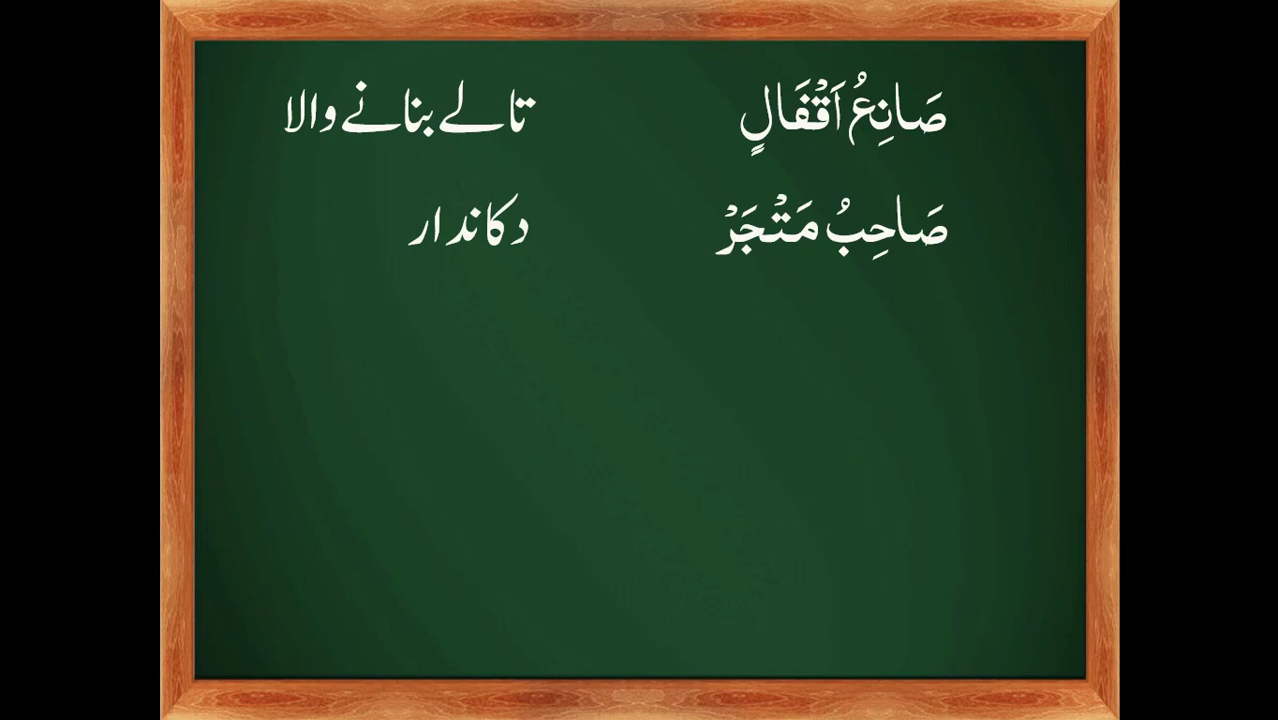 صَانِعُ اَقْفَالٍ تالے بنانے والا
صَاحِبُ مَتْجَرْ دکاندار